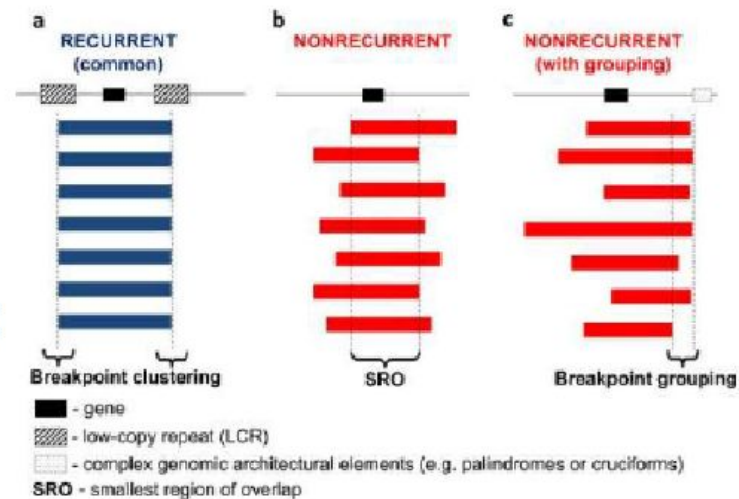 a
RECURRENT
(common)
b
NONRECURRENT
c
NONRECURRENT
(with grouping)
Breakpoint clustering
SRO
Breakpoint grouping
- gene
- low-copy repeat (LCR)
- complex genomic architectural elements (e.g. palindromes or cruciforms)
SRO - smallest region of overlap